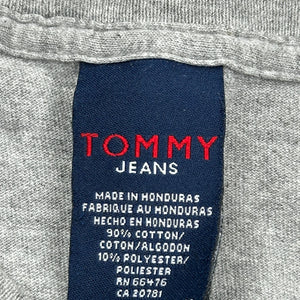 TOMMY
JEANS
MADE IN HONDURAS
FABRIQUE AU HONDURAS
HECHO EN HONDURAS
90% COTTON/
COTON/ALGODON
10% POLYESTER/
POLIESTER
RN 66476
CA 20781